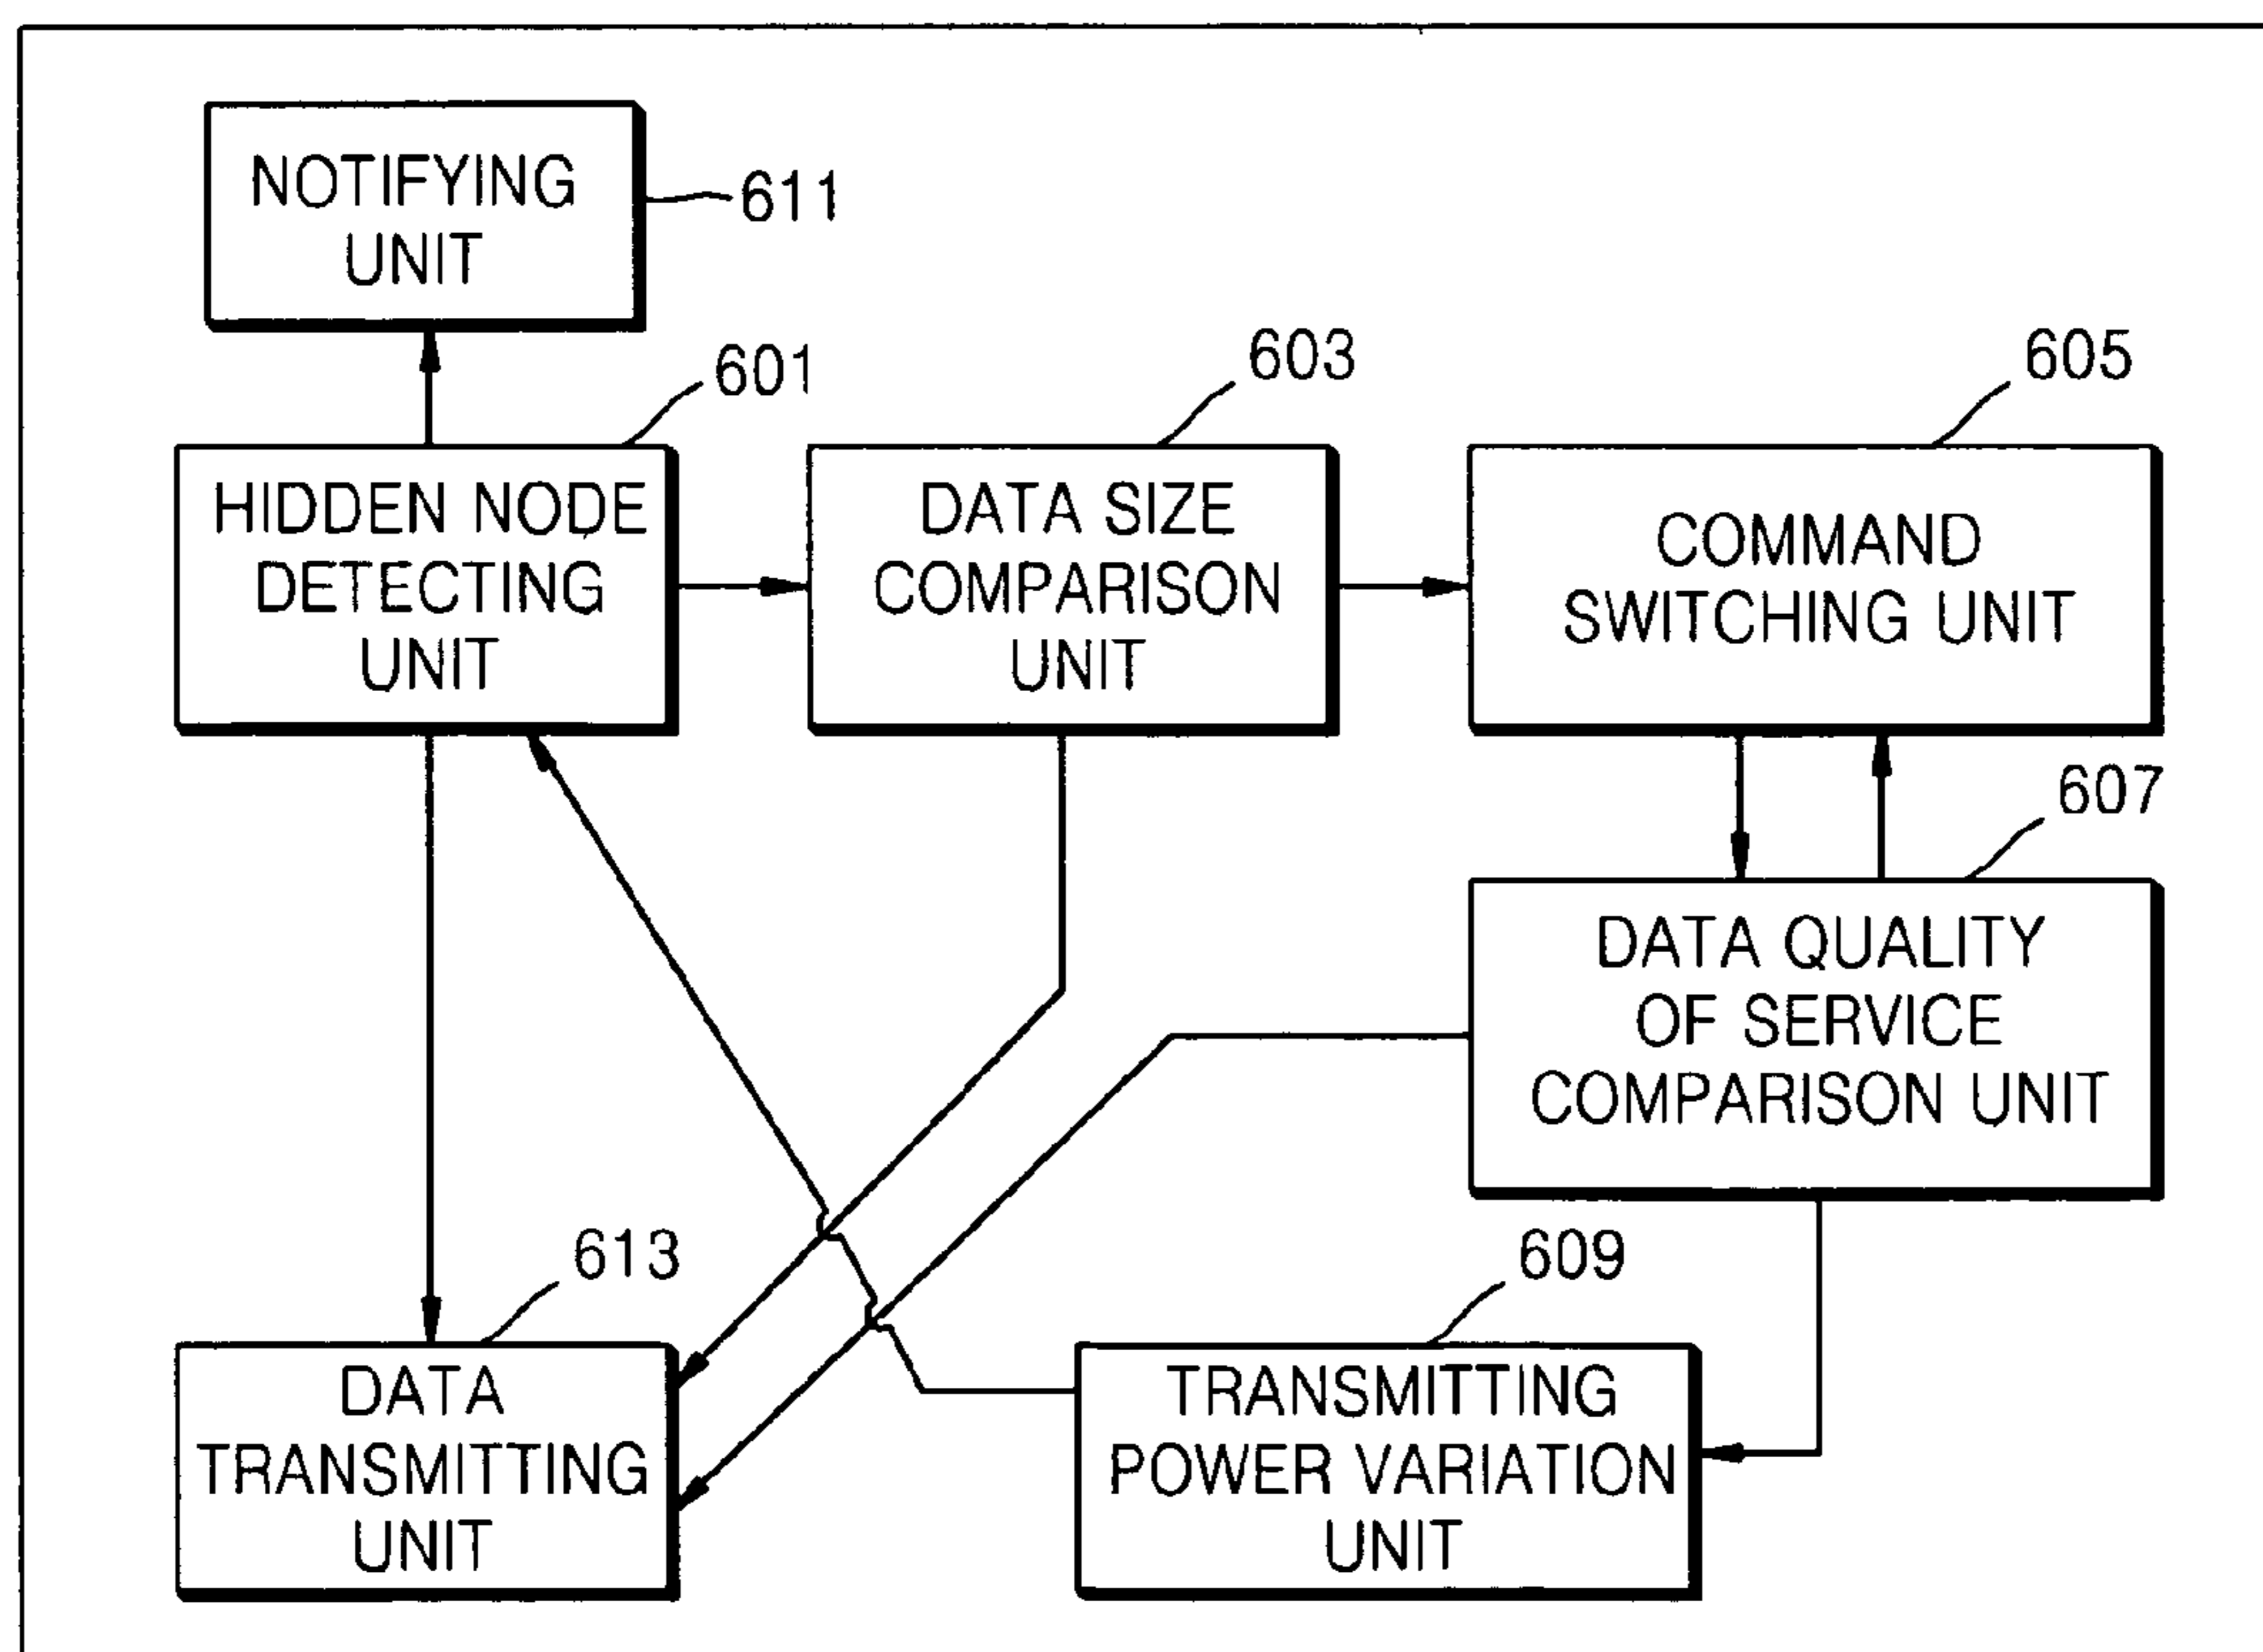 NOTIFYING
UNIT
611
601
603
605
HIDDEN NODE
DETECTING
UNIT
DATA SIZE
COMPARISON
UNIT
COMMAND
SWITCHING UNIT
607
DATA QUALITY
OF SERVICE
COMPARISON UNIT
613
609
DATA
TRANSMITTING
UNIT
TRANSMITTING
POWER VARIATION
UNIT